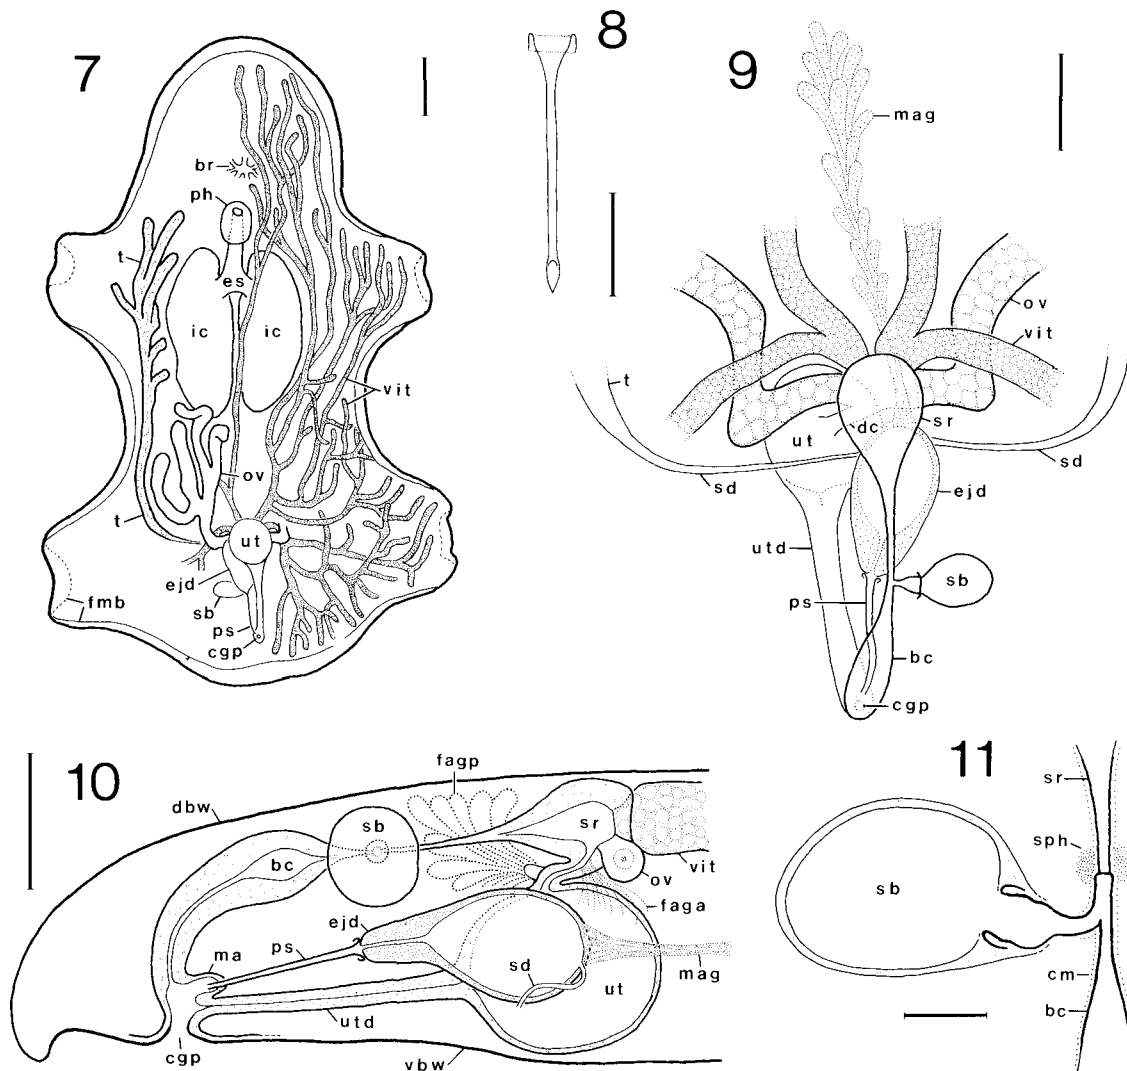 7
br
ph
t
es
ic
ic
vit
ov
t
ut
ejd
sb
fmb
ps
cgp
8
9
mag
ov
vit
t
dc
sr
ut
sd
sd
ejd
utd
sb
ps
bc
cgp
10
fagp
dbw
sb
sr
bc
vit
ov
faga
ejd
ps
ma
sd
mag
ut
utd
cgp
vbw
11
sr
sph
sb
cm
bc